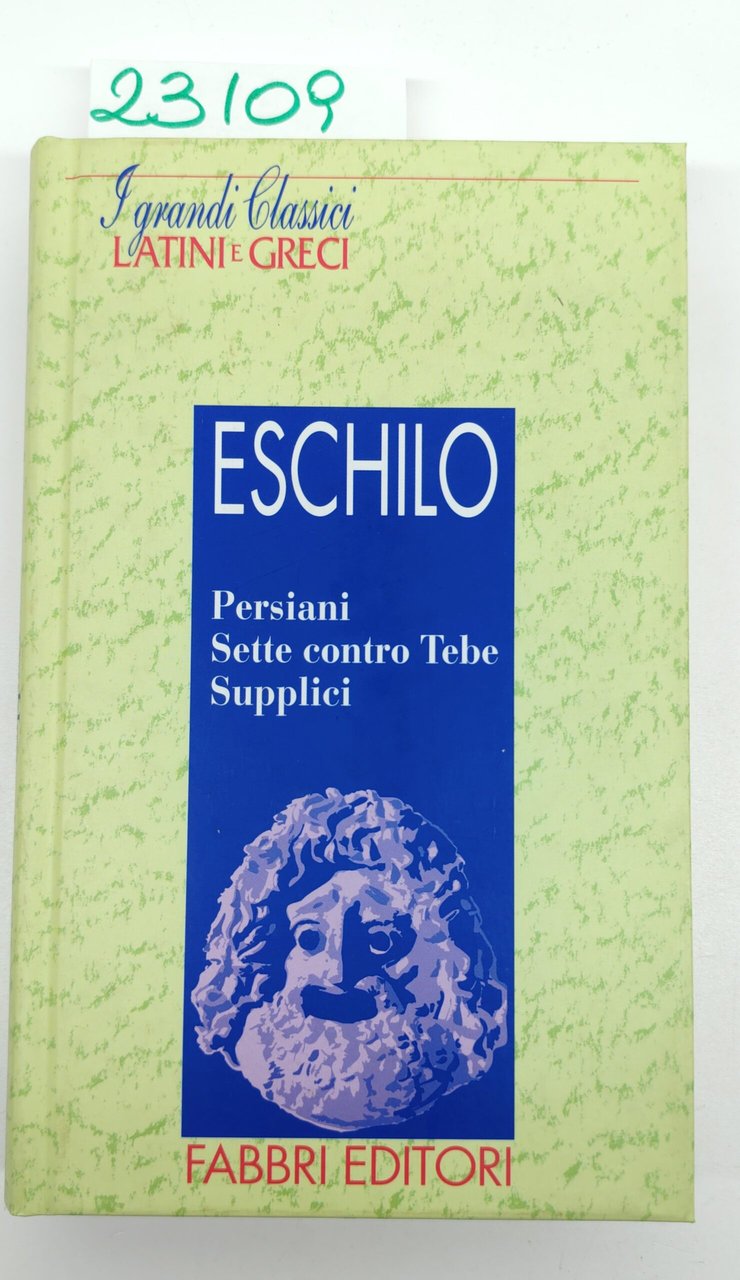 23109
I grandi Classici
LATINI E GRECI
ESCHILO
Persiani
Sette contro Tebe
Supplici
FABBRI EDITORI